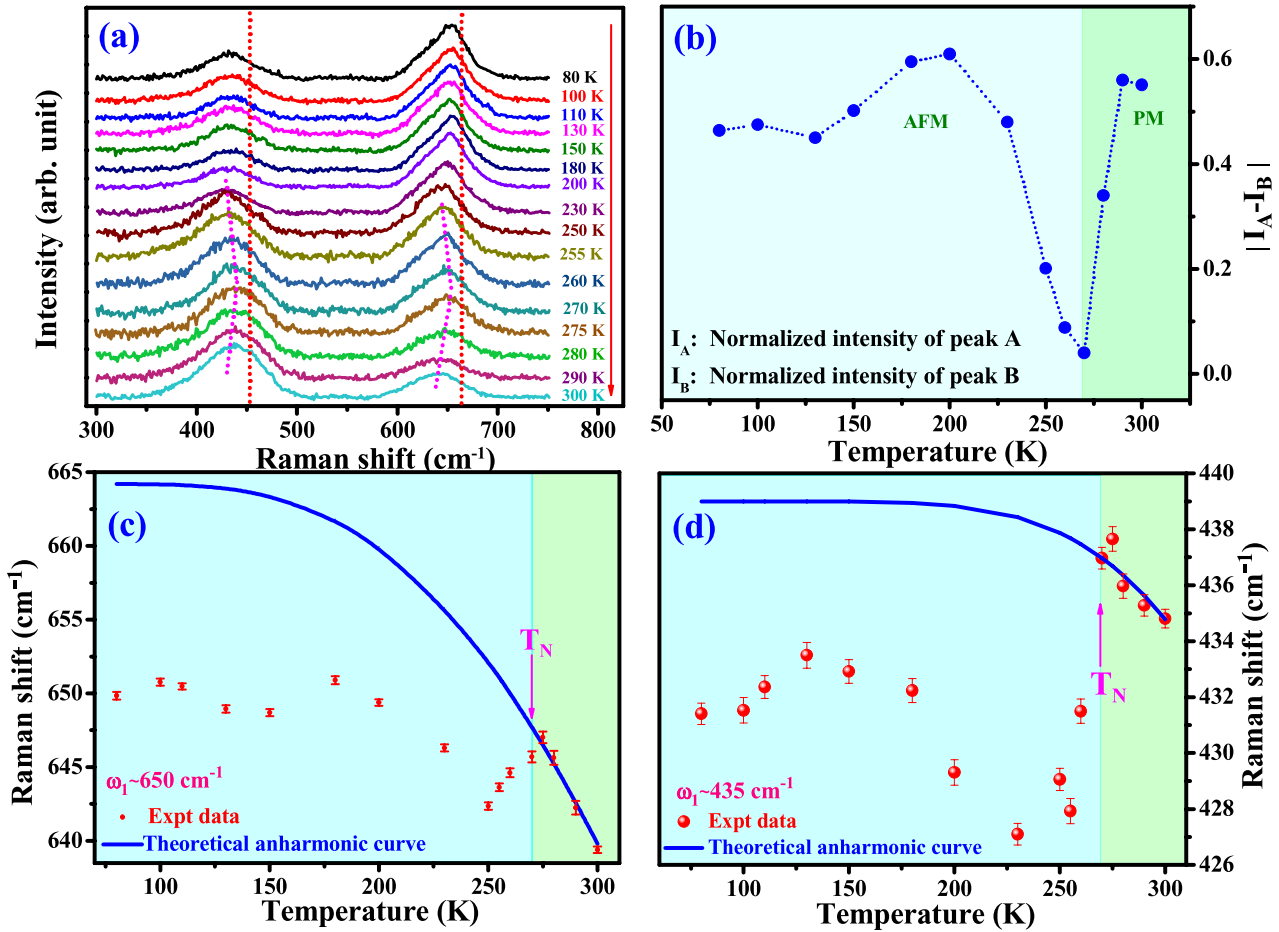 (a)
80 K
100 K
110 K
130 K
150 K
180 K
200 K
230 K
250 K
255 K
260 K
270 K
275 K
280 K
290 K
300 K
Intensity (arb. unit)
300 400 500 600 700 800
Raman shift (cm⁻¹)
(b)
AFM
PM
I_A: Normalized intensity of peak A
I_B: Normalized intensity of peak B
0.6
0.4
0.2
0.0
| I_A-I_B |
50 100 150 200 250 300
Temperature (K)
(c)
665
660
655
650
645
640
Raman shift (cm⁻¹)
T_N
ω₁~650 cm⁻¹
Expt data
Theoretical anharmonic curve
100 150 200 250 300
Temperature (K)
(d)
440
438
436
434
432
430
428
426
Raman shift (cm⁻¹)
T_N
ω₁~435 cm⁻¹
Expt data
Theoretical anharmonic curve
100 150 200 250 300
Temperature (K)